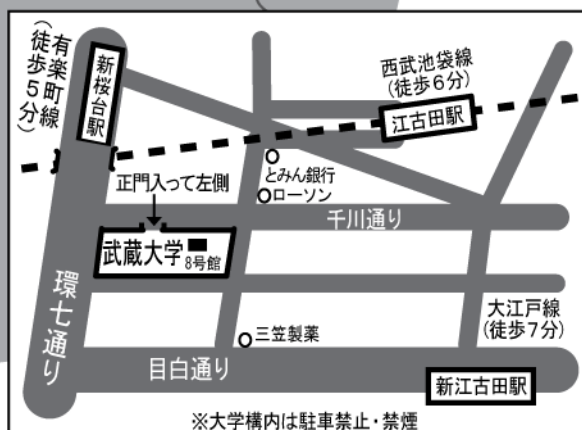 有楽町線
(徒歩5分)
新桜台駅
西武池袋線
(徒歩6分)
江古田駅
とみん銀行
ローソン
正門入って左側
千川通り
武蔵大学
8号館
環七通り
大江戸線
(徒歩7分)
三笠製薬
目白通り
新江古田駅
※大学構内は駐車禁止・禁煙